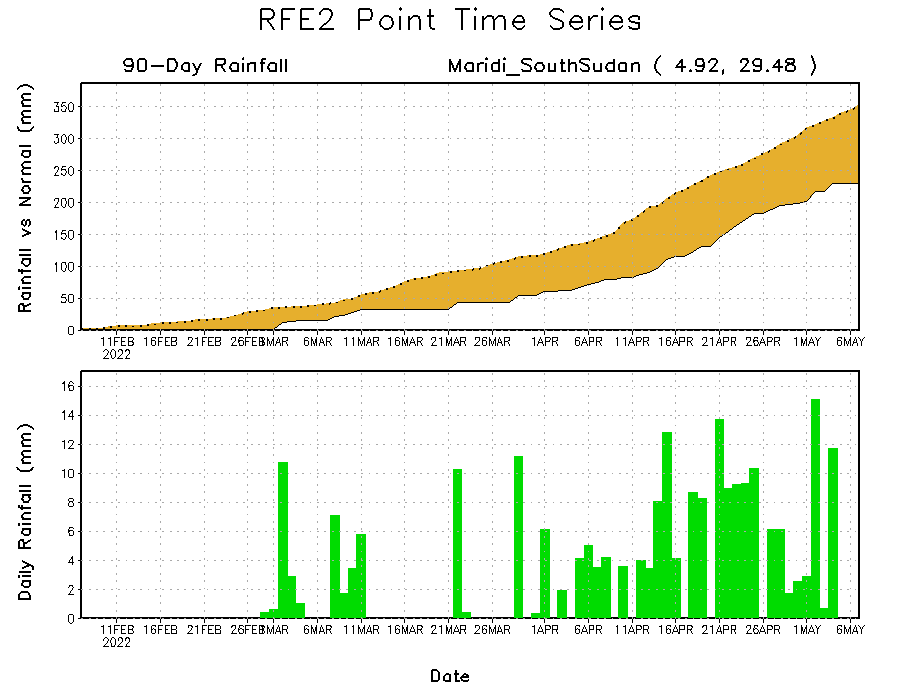 RFE2 Point Time Series
90-Day Rainfall
Maridi_SouthSudan ( 4.92, 29.48 )
Rainfall vs Normal (mm)
350
300
250
200
150
100
50
0
11FEB 16FEB 21FEB 26FEB 1MAR 6MAR 11MAR 16MAR 21MAR 26MAR 1APR 6APR 11APR 16APR 21APR 26APR 1MAY 6MAY
2022
Daily Rainfall (mm)
16
14
12
10
8
6
4
2
0
11FEB 16FEB 21FEB 26FEB 1MAR 6MAR 11MAR 16MAR 21MAR 26MAR 1APR 6APR 11APR 16APR 21APR 26APR 1MAY 6MAY
2022
Date